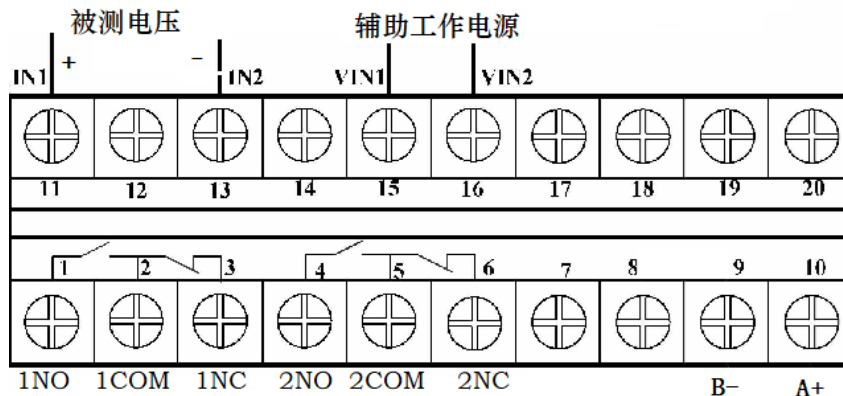 被测电压 辅助工作电源
IN1 + - IN2 VIN1 VIN2
11 12 13 14 15 16 17 18 19 20
1 2 3 4 5 6 7 8 9 10
1NO 1COM 1NC 2NO 2COM 2NC B- A+